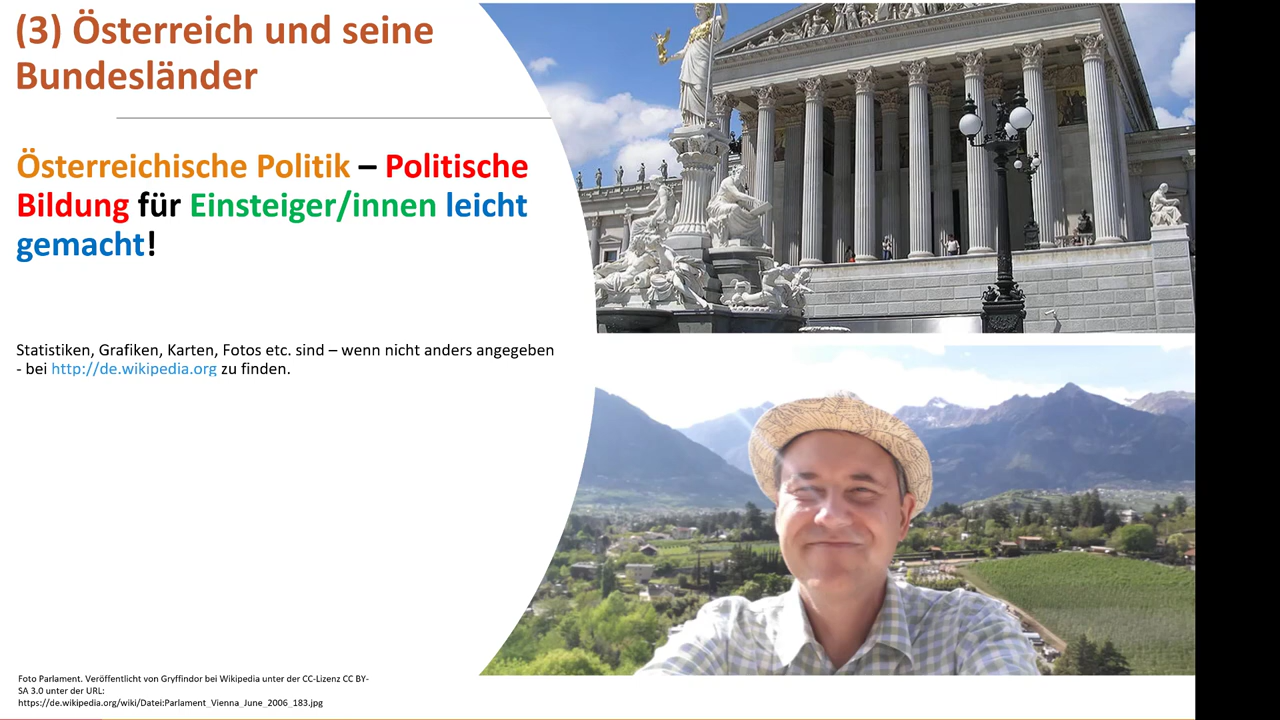 (3) Österreich und seine
Bundesländer
Österreichische Politik – Politische
Bildung für Einsteiger/innen leicht
gemacht!
Statistiken, Grafiken, Karten, Fotos etc. sind – wenn nicht anders angegeben
- bei http://de.wikipedia.org zu finden.
Foto Parlament. Veröffentlicht von Gryffindor bei Wikipedia unter der CC-Lizenz CC BY-
SA 3.0 unter der URL:
https://de.wikipedia.org/wiki/Datei:Parlament_Vienna_June_2006_183.jpg